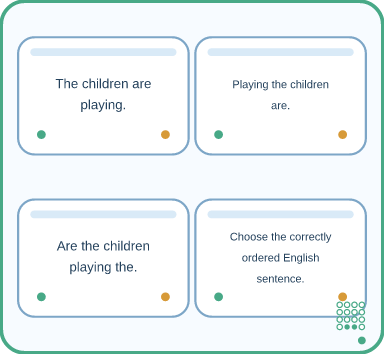 The children are
playing.
Playing the children
are.
Are the children
playing the.
Choose the correctly
ordered English
sentence.